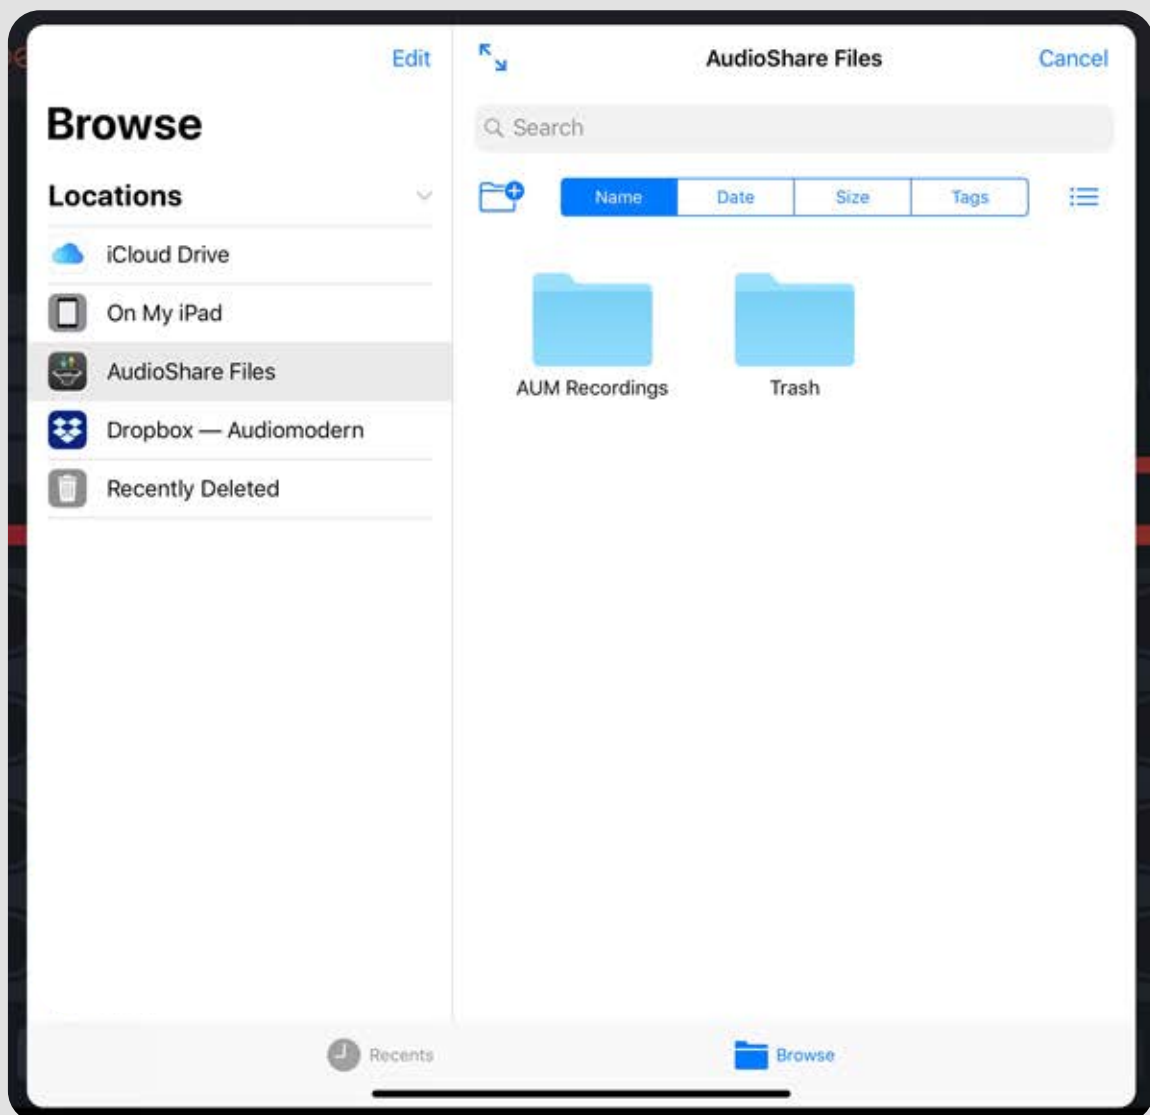 Edit
Browse
Locations
iCloud Drive
On My iPad
AudioShare Files
Dropbox — Audiomodern
Recently Deleted
AudioShare Files
Cancel
Search
Name
Date
Size
Tags
AUM Recordings
Trash
Recents
Browse